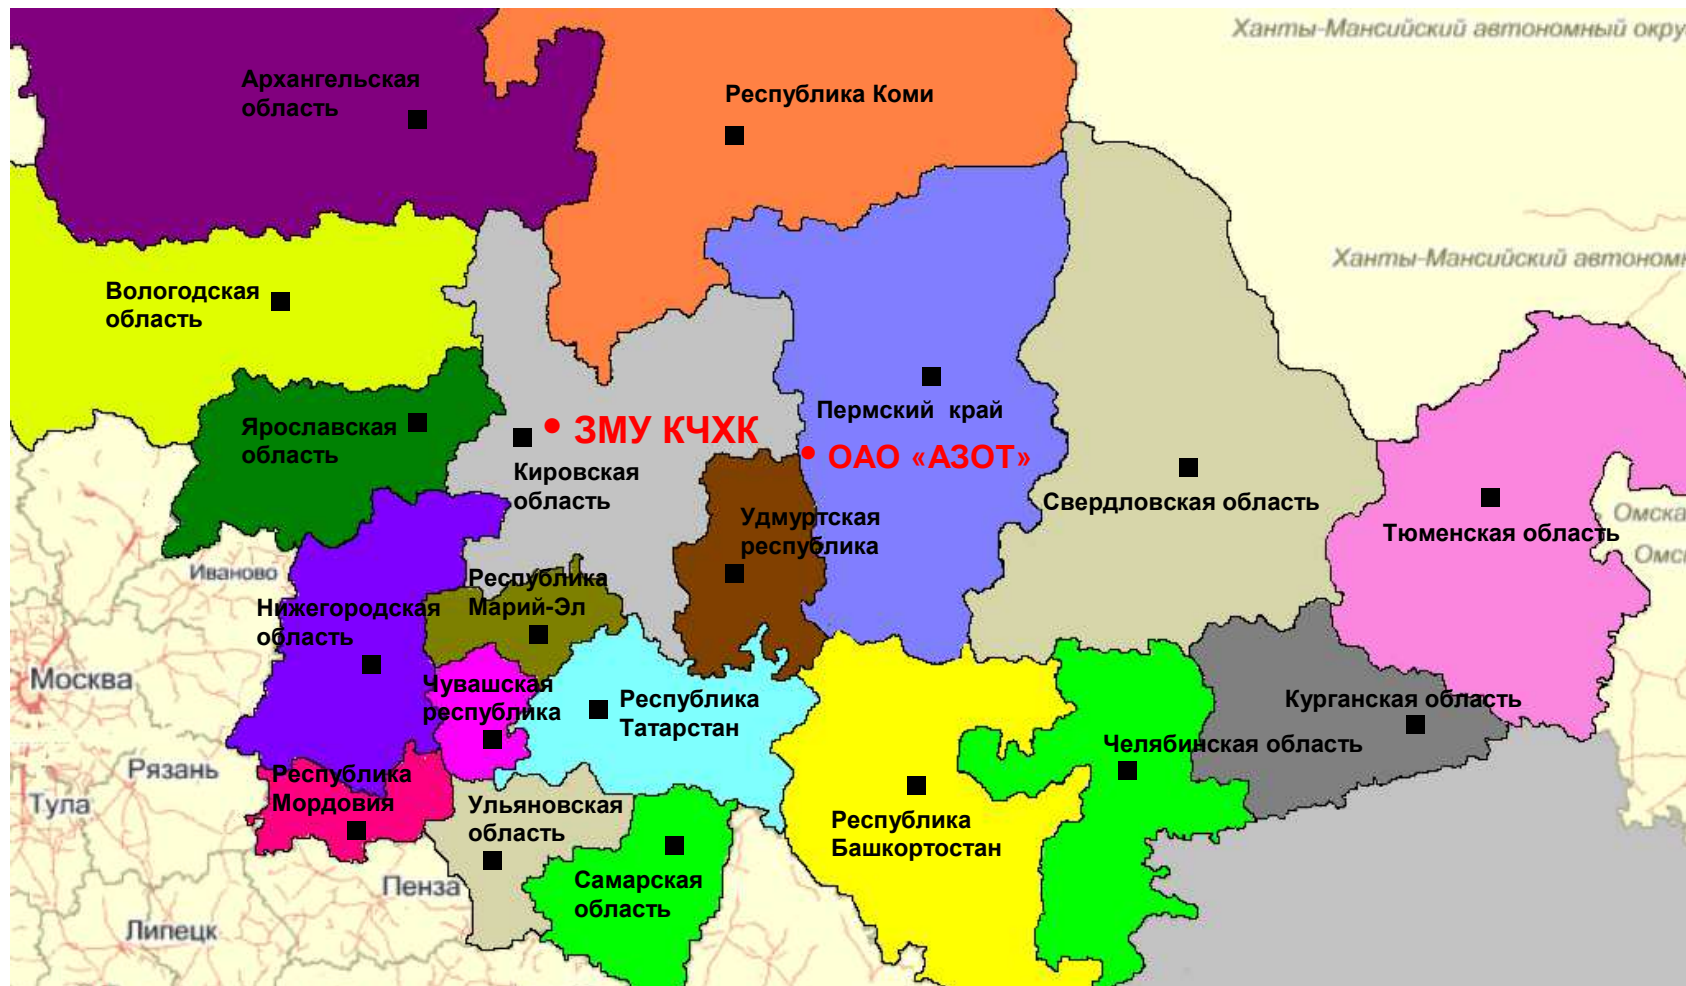 Ханты-Мансийский автономный окру
Архангельская
область
Республика Коми
Ханты-Мансийский автоном
Вологодская
область
Ярославская
область
• ЗМУ КЧХК
Кировская
область
Пермский край
• ОАО «АЗОТ»
Свердловская область
Тюменская область
Омска
Омс
Удмуртская
республика
Иваново
Республика
Марий-Эл
Нижегородская
область
Москва
Чувашская
республика
Республика
Татарстан
Курганская область
Челябинская область
Рязань
Тула
Республика
Мордовия
Ульяновская
область
Республика
Башкортостан
Пенза
Самарская
область
Липецк